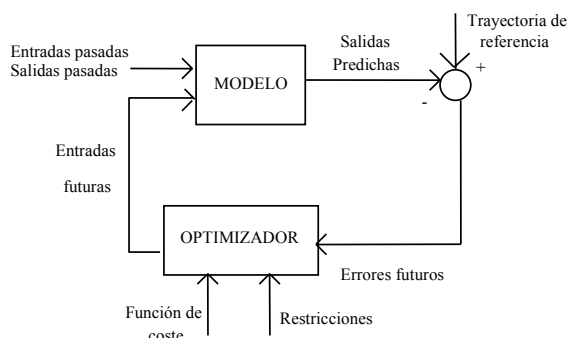 Trayectoria de
referencia
Entradas pasadas
Salidas pasadas
MODELO
Salidas
Predichas
+
-
Entradas
futuras
OPTIMIZADOR
Errores futuros
Función de
coste
Restricciones